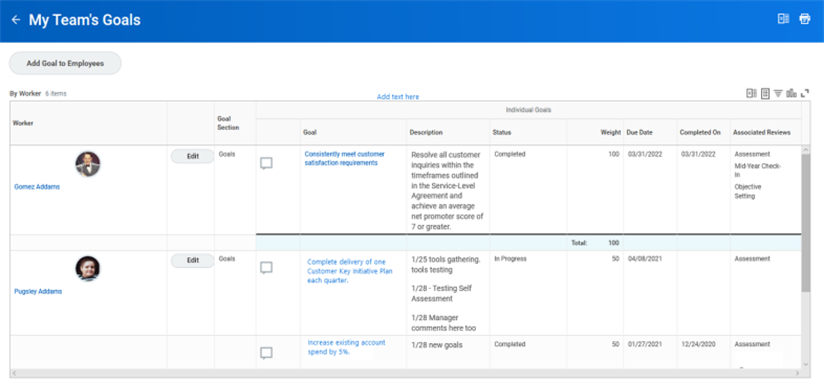 My Team's Goals
Add Goal to Employees
By Worker 6 items
Add text here
Worker
Goal Section
Individual Goals
Goal
Description
Status
Weight
Due Date
Completed On
Associated Reviews
Gomez Addams
Edit
Goals
Consistently meet customer
satisfaction requirements
Resolve all customer
inquiries within the
timeframes outlined
in the Service-Level
Agreement and
achieve an average
net promoter score of
7 or greater.
Completed
100
03/31/2022
03/31/2022
Assessment
Mid-Year Check-
In
Objective
Setting
Total: 100
Pugsley Addams
Edit
Goals
Complete delivery of one
Customer Key Initiative Plan
each quarter.
1/25 tools gathering,
tools testing
1/28 - Testing Self
Assessment
1/28 Manager
comments here too
In Progress
50
04/08/2021
Assessment
Increase existing account
spend by 5%.
1/28 new goals
Completed
50
01/27/2021
12/24/2020
Assessment